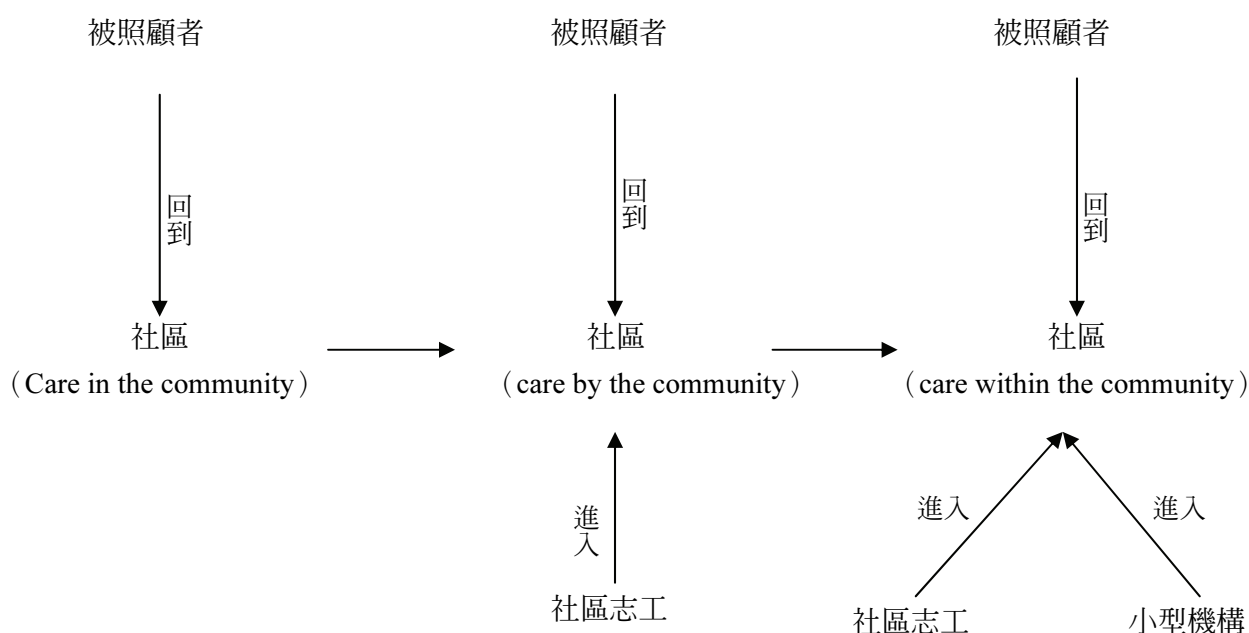 被照顧者
被照顧者
被照顧者
回到
回到
回到
社區
社區
社區
（Care in the community）
（care by the community）
（care within the community）
進入
進入
進入
社區志工
社區志工
小型機構